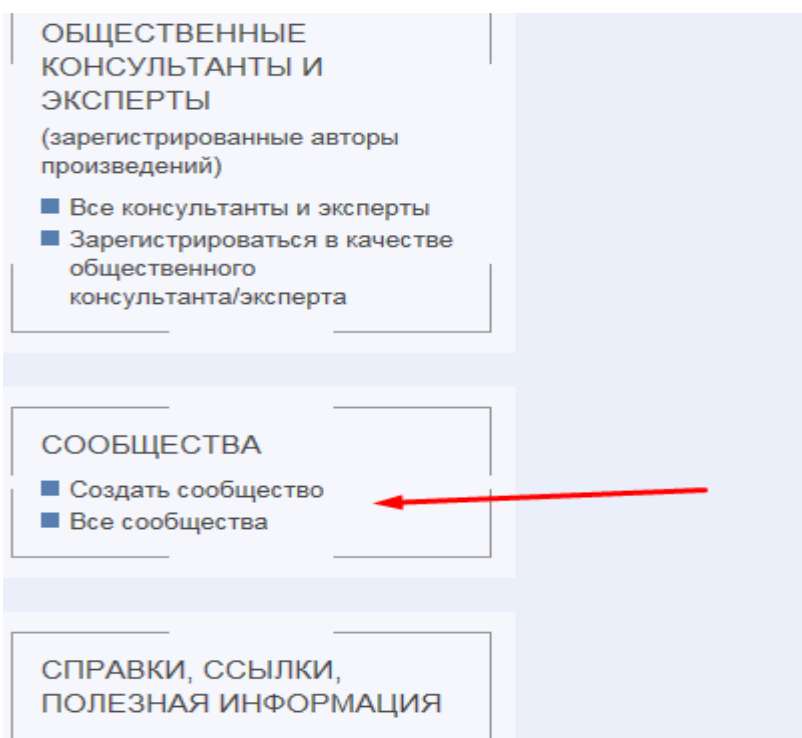 ОБЩЕСТВЕННЫЕ
КОНСУЛЬТАНТЫ И
ЭКСПЕРТЫ
(зарегистрированные авторы
произведений)
Все консультанты и эксперты
Зарегистрироваться в качестве
общественного
консультанта/эксперта
СООБЩЕСТВА
Создать сообщество
Все сообщества
СПРАВКИ, ССЫЛКИ,
ПОЛЕЗНАЯ ИНФОРМАЦИЯ